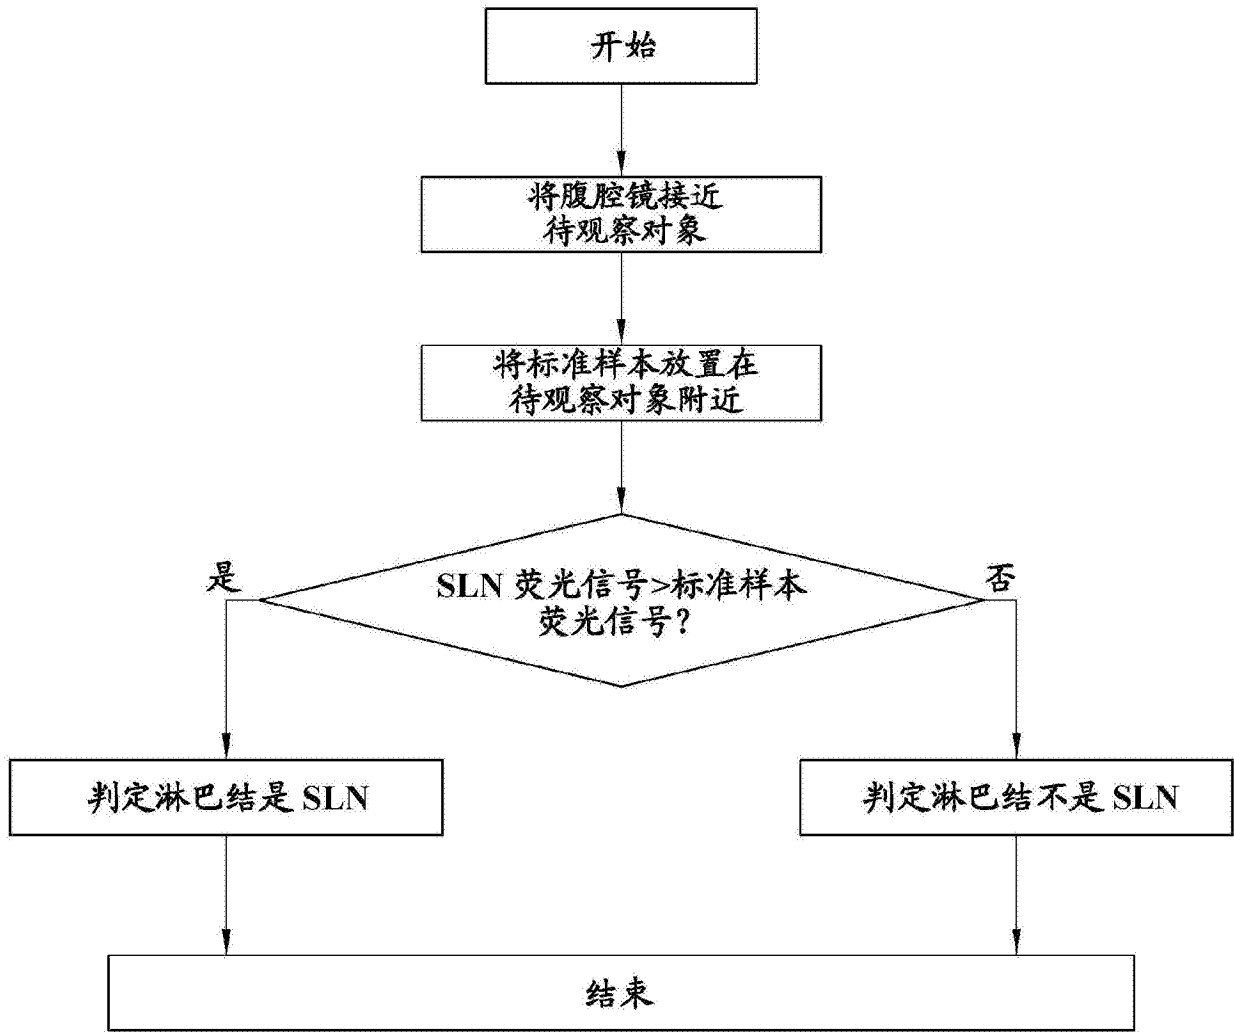 开始
将腹腔镜接近
待观察对象
将标准样本放置在
待观察对象附近
SLN 荧光信号>标准样本
荧光信号?
是
否
判定淋巴结是 SLN
判定淋巴结不是 SLN
结束